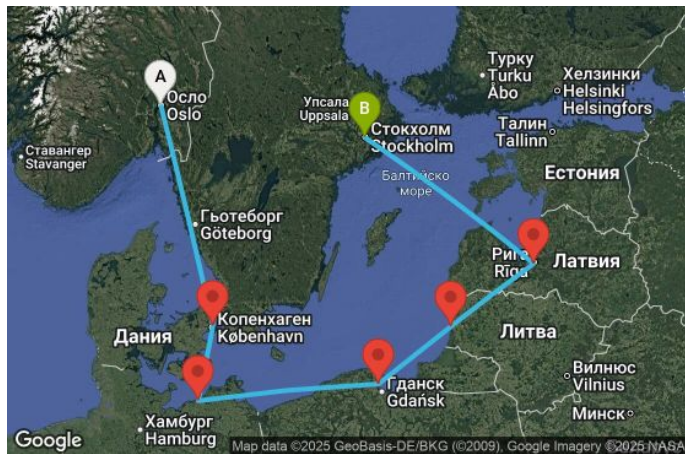 A
Осло
Oslo
Ставангер
Stavanger
Гьотеборг
Göteborg
Упсала
Uppsala
B
Стокхолм
Stockholm
Турку
Turku
Åbo
Хелзинки
Helsinki
Helsingfors
Талин
Tallinn
Балтийско
море
Естония
Рига
Rīga
Латвия
Копенхаген
København
Дания
Литва
Гданск
Gdańsk
Вилнюс
Vilnius
Хамбург
Hamburg
Минск
Google
Map data ©2025 GeoBasis-DE/BKG (©2009), Google Imagery ©2025 NASA